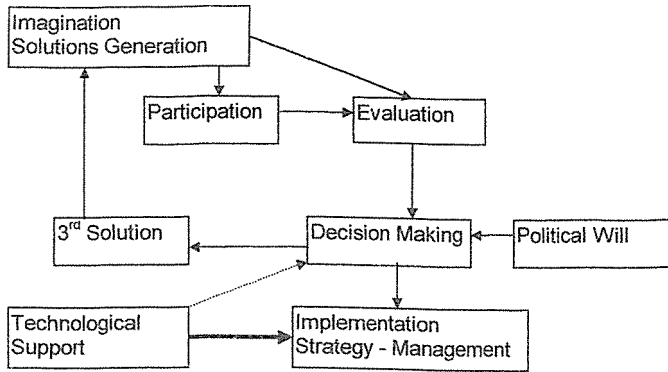 Imagination
Solutions Generation
Participation
Evaluation
3rd Solution
Decision Making
Political Will
Technological
Support
Implementation
Strategy - Management